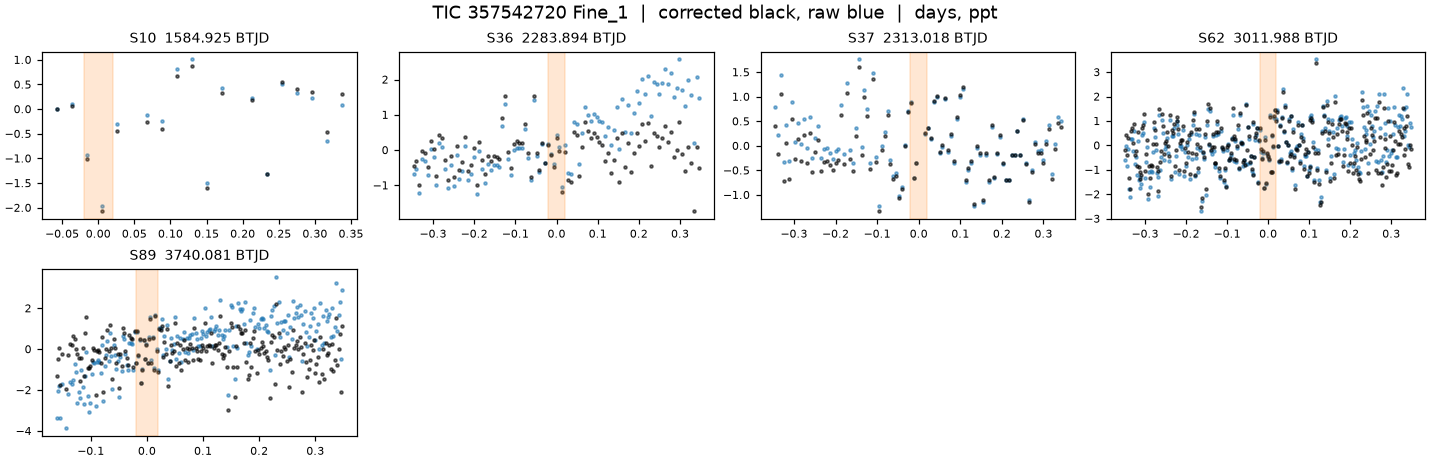 TIC 357542720 Fine_1 | corrected black, raw blue | days, ppt
S10 1584.925 BTJD
S36 2283.894 BTJD
S37 2313.018 BTJD
S62 3011.988 BTJD
1.0
0.5
0.0
−0.5
−1.0
−1.5
−2.0
−0.05 0.00 0.05 0.10 0.15 0.20 0.25 0.30 0.35
2
1
0
−1
−0.3 −0.2 −0.1 0.0 0.1 0.2 0.3
1.5
1.0
0.5
0.0
−0.5
−1.0
−0.3 −0.2 −0.1 0.0 0.1 0.2 0.3
3
2
1
0
−1
−2
−3
−0.3 −0.2 −0.1 0.0 0.1 0.2 0.3
S89 3740.081 BTJD
2
0
−2
−4
−0.1 0.0 0.1 0.2 0.3